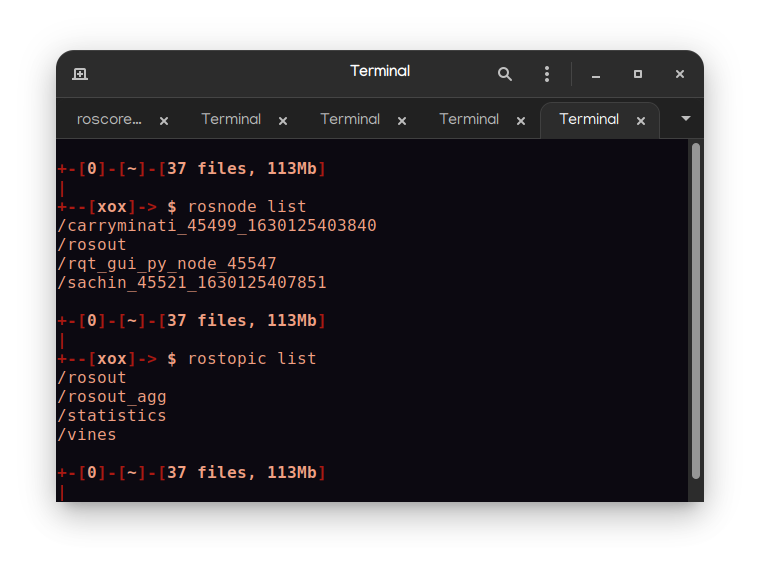 Terminal
roscore... Terminal Terminal Terminal Terminal
+-[0]-[~]-[37 files, 113Mb]
|
+--[xox]-> $ rosnode list
/carryminati_45499_1630125403840
/rosout
/rqt_gui_py_node_45547
/sachin_45521_1630125407851
+-[0]-[~]-[37 files, 113Mb]
|
+--[xox]-> $ rostopic list
/rosout
/rosout_agg
/statistics
/vines
+-[0]-[~]-[37 files, 113Mb]
|